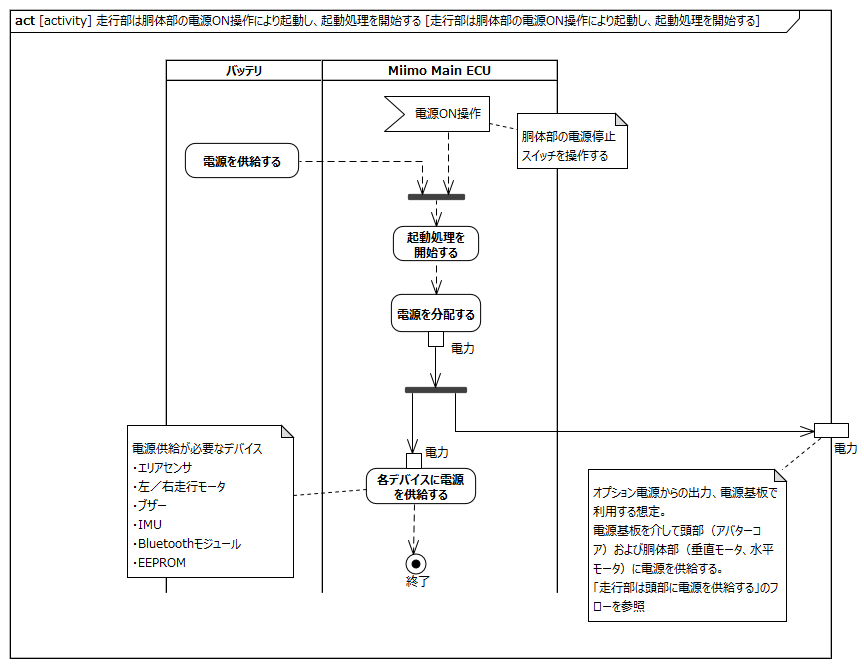 act [activity] 走行部は胴体部の電源ON操作により起動し、起動処理を開始する [走行部は胴体部の電源ON操作により起動し、起動処理を開始する]
バッテリ
Miimo Main ECU
電源ON操作
胴体部の電源停止
スイッチを操作する
電源を供給する
起動処理を
開始する
電源を分配する
電力
電力
電源供給が必要なデバイス
・エリアセンサ
・左／右走行モータ
・ブザー
・IMU
・Bluetoothモジュール
・EEPROM
電力
各デバイスに電源
を供給する
終了
オプション電源からの出力、電源基板で
利用する想定。
電源基板を介して頭部（アバターコ
ア）および胴体部（垂直モータ、水平
モータ）に電源を供給する。
「走行部は頭部に電源を供給する」のフ
ローを参照